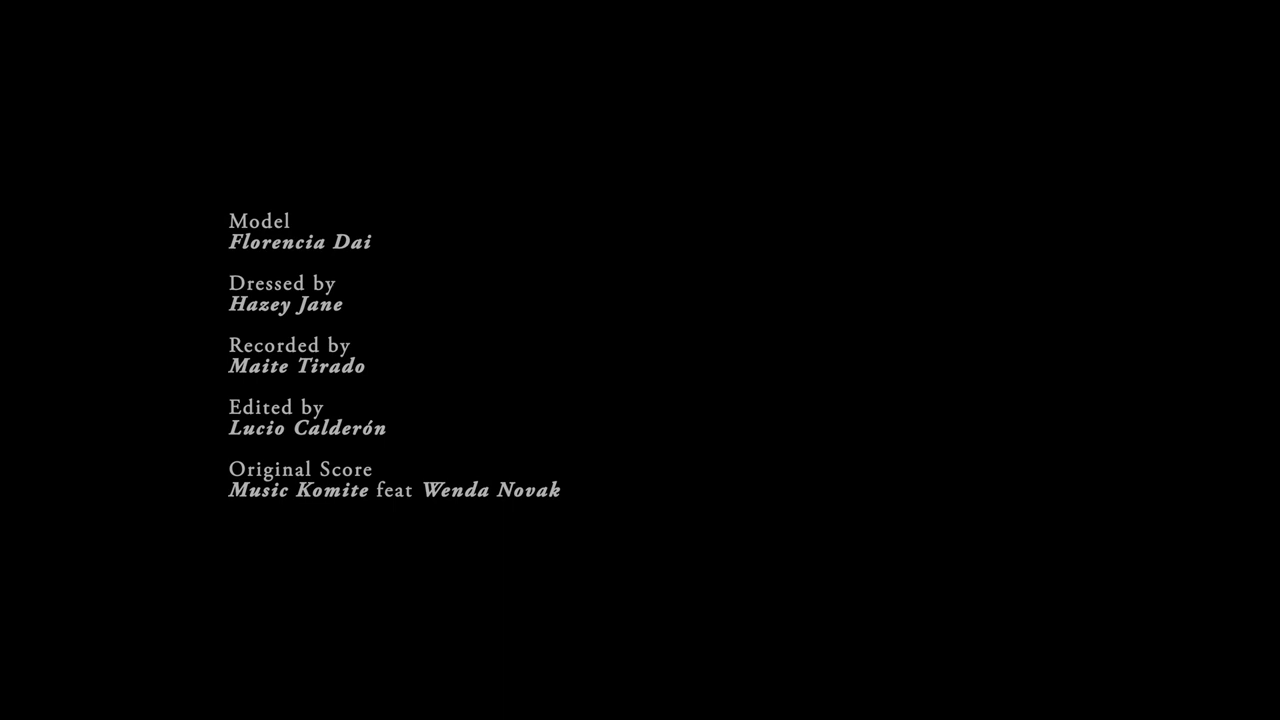 Model
Florencia Dai
Dressed by
Hazey Jane
Recorded by
Maite Tirado
Edited by
Lucio Calderón
Original Score
Music Komite feat Wenda Novak